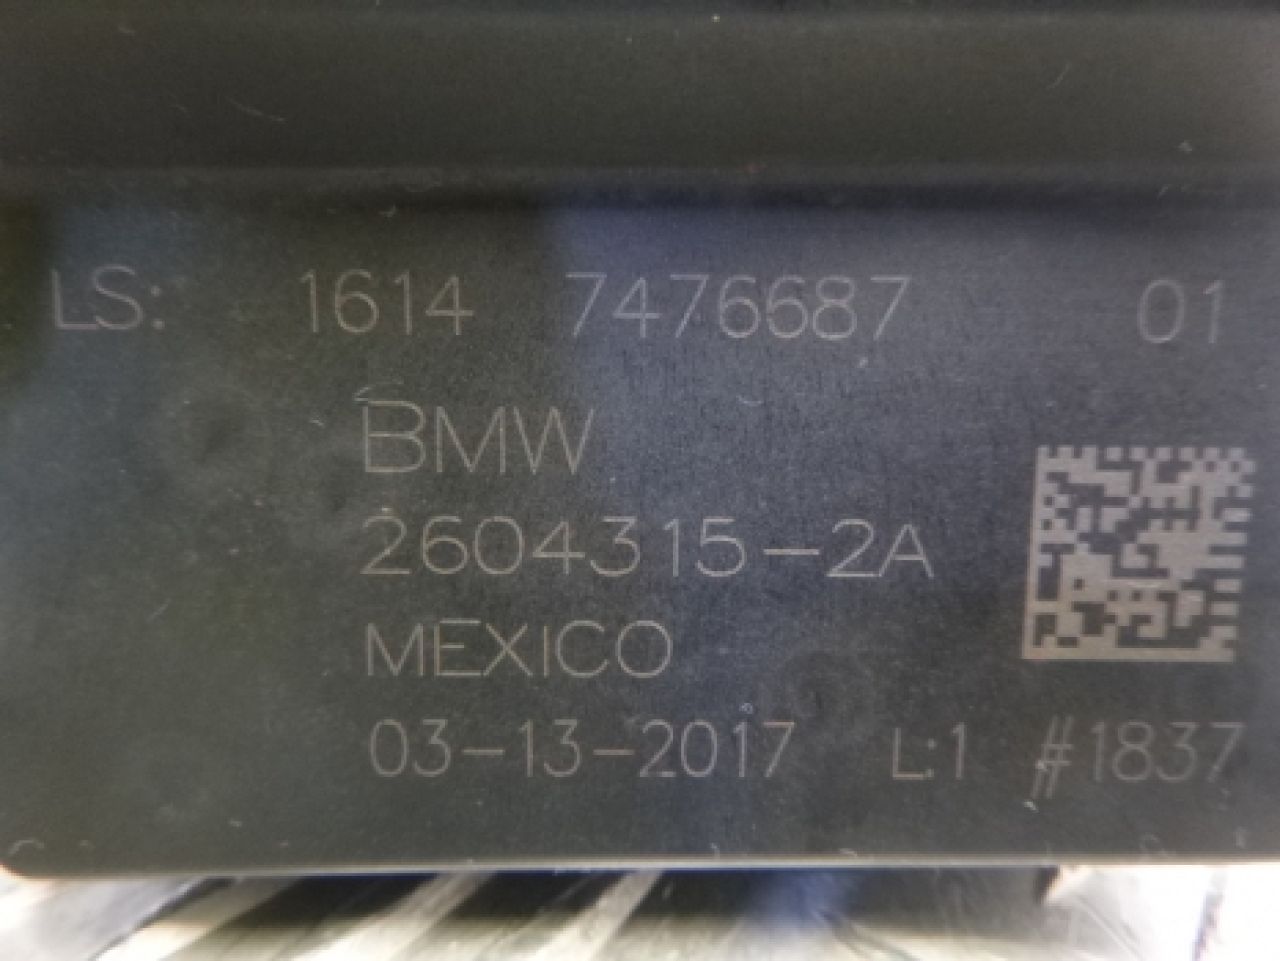 LS: 1614 7476687 01
BMW
2604315-2A
MEXICO
03-13-2017 L:1 #1837